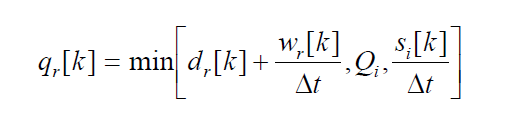 q_r[k] = min[ d_r[k] + w_r[k]/Δt , Q_i , s_i[k]/Δt ]